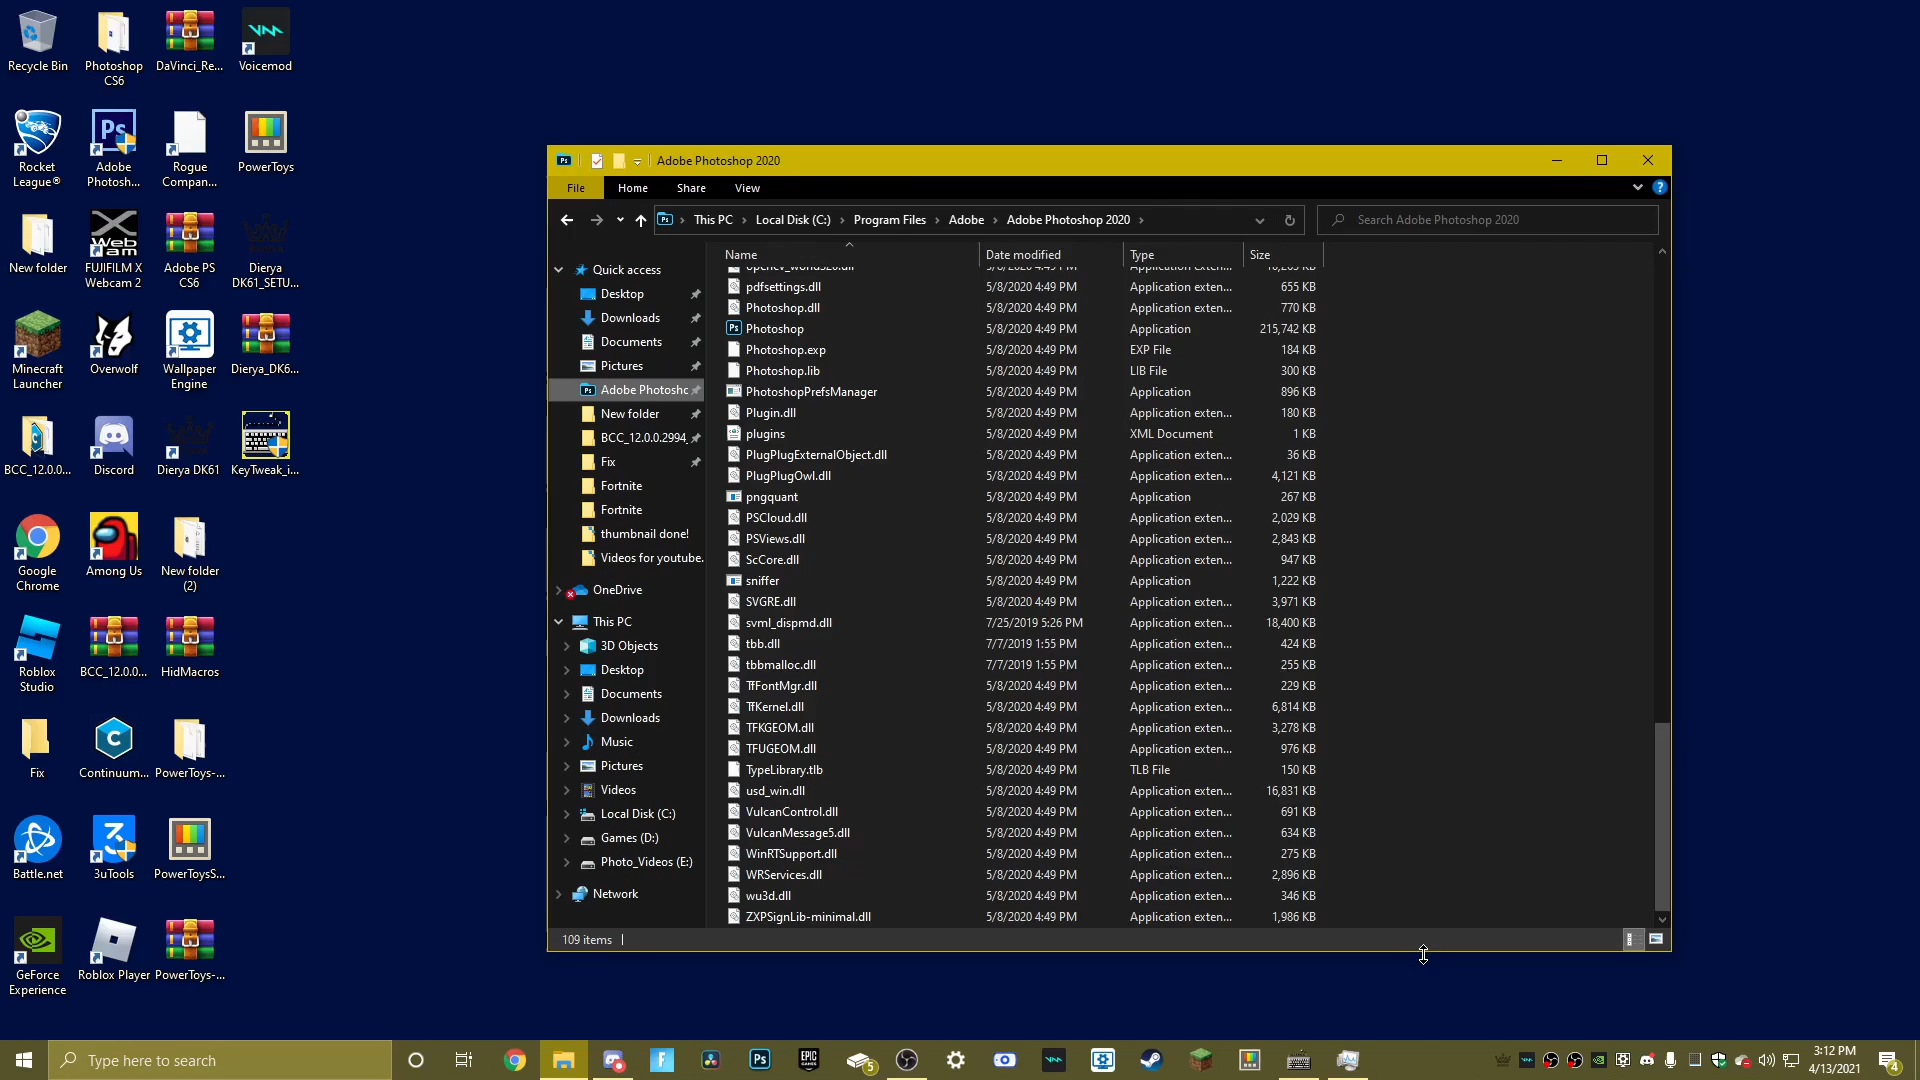 Recycle Bin
Photoshop
CS6
DaVinci_Re...
Voicemod
Rocket
League®
Adobe
Photosh...
Rogue
Compan...
PowerToys
New folder
FUJIFILM X
Webcam 2
Adobe PS
CS6
Dierya
DK61_SETU...
Minecraft
Launcher
Overwolf
Wallpaper
Engine
Dierya_DK6...
BCC_12.0.0...
Discord
Dierya DK61
KeyTweak_i...
Google
Chrome
Among Us
New folder
(2)
Roblox
Studio
BCC_12.0.0...
HidMacros
Fix
Continuum...
PowerToys-...
Battle.net
3uTools
PowerToysS...
GeForce
Experience
Roblox Player
PowerToys-...
Adobe Photoshop 2020
File Home Share View
This PC Local Disk (C:) Program Files Adobe Adobe Photoshop 2020
Search Adobe Photoshop 2020
Quick access
Desktop
Downloads
Documents
Pictures
Adobe Photosho
New folder
BCC_12.0.0.2994_
Fix
Fortnite
Fortnite
thumbnail done!
Videos for youtube.
OneDrive
This PC
3D Objects
Desktop
Documents
Downloads
Music
Pictures
Videos
Local Disk (C:)
Games (D:)
Photo_Videos (E:)
Network
Name Date modified Type Size
pdfsettings.dll 5/8/2020 4:49 PM Application exten... 655 KB
Photoshop.dll 5/8/2020 4:49 PM Application exten... 770 KB
Photoshop 5/8/2020 4:49 PM Application 215,742 KB
Photoshop.exp 5/8/2020 4:49 PM EXP File 184 KB
Photoshop.lib 5/8/2020 4:49 PM LIB File 300 KB
PhotoshopPrefsManager 5/8/2020 4:49 PM Application 896 KB
Plugin.dll 5/8/2020 4:49 PM Application exten... 180 KB
plugins 5/8/2020 4:49 PM XML Document 1 KB
PlugPlugExternalObject.dll 5/8/2020 4:49 PM Application exten... 36 KB
PlugPlugOwl.dll 5/8/2020 4:49 PM Application exten... 4,121 KB
pngquant 5/8/2020 4:49 PM Application 267 KB
PSCloud.dll 5/8/2020 4:49 PM Application exten... 2,029 KB
PSViews.dll 5/8/2020 4:49 PM Application exten... 2,843 KB
ScCore.dll 5/8/2020 4:49 PM Application exten... 947 KB
sniffer 5/8/2020 4:49 PM Application 1,222 KB
SVGRE.dll 5/8/2020 4:49 PM Application exten... 3,971 KB
svml_dispmd.dll 7/25/2019 5:26 PM Application exten... 18,400 KB
tbb.dll 7/7/2019 1:55 PM Application exten... 424 KB
tbbmalloc.dll 7/7/2019 1:55 PM Application exten... 255 KB
TfFontMgr.dll 5/8/2020 4:49 PM Application exten... 229 KB
TfKernel.dll 5/8/2020 4:49 PM Application exten... 6,814 KB
TFKGEOM.dll 5/8/2020 4:49 PM Application exten... 3,278 KB
TFUGEOM.dll 5/8/2020 4:49 PM Application exten... 976 KB
TypeLibrary.tlb 5/8/2020 4:49 PM TLB File 150 KB
usd_win.dll 5/8/2020 4:49 PM Application exten... 16,831 KB
VulcanControl.dll 5/8/2020 4:49 PM Application exten... 691 KB
VulcanMessage5.dll 5/8/2020 4:49 PM Application exten... 634 KB
WinRTSupport.dll 5/8/2020 4:49 PM Application exten... 275 KB
WRServices.dll 5/8/2020 4:49 PM Application exten... 2,896 KB
wu3d.dll 5/8/2020 4:49 PM Application exten... 346 KB
ZXPSignLib-minimal.dll 5/8/2020 4:49 PM Application exten... 1,986 KB
109 items
Type here to search
3:12 PM
4/13/2021